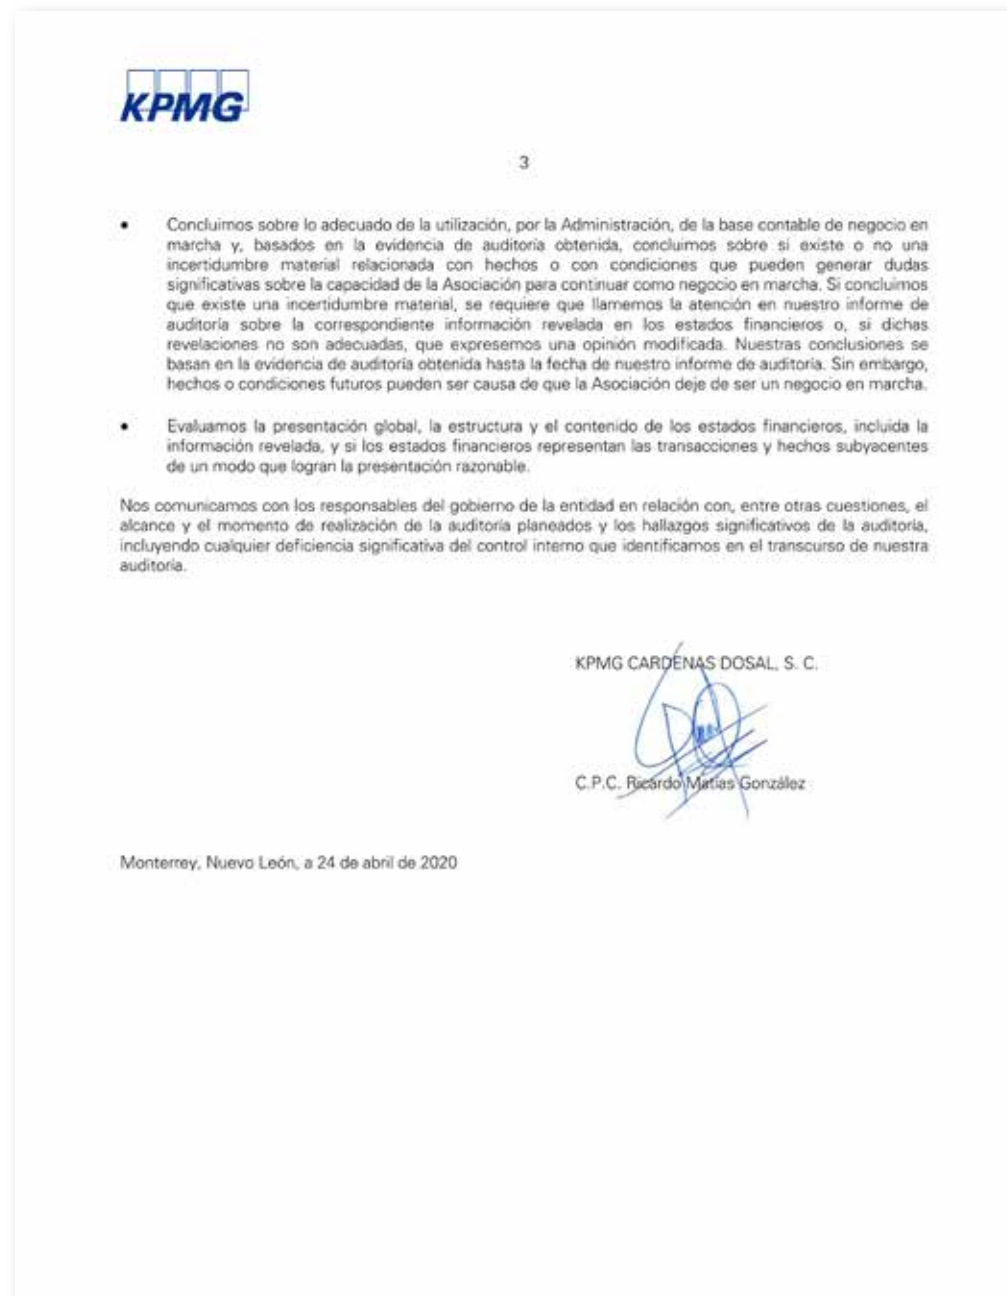 KPMG
3
• Concluimos sobre lo adecuado de la utilización, por la Administración, de la base contable de negocio en
marcha y, basados en la evidencia de auditoría obtenida, concluimos sobre si existe o no una
incertidumbre material relacionada con hechos o con condiciones que pueden generar dudas
significativas sobre la capacidad de la Asociación para continuar como negocio en marcha. Si concluimos
que existe una incertidumbre material, se requiere que llamemos la atención en nuestro informe de
auditoría sobre la correspondiente información revelada en los estados financieros o, si dichas
revelaciones no son adecuadas, que expresemos una opinión modificada. Nuestras conclusiones se
basan en la evidencia de auditoría obtenida hasta la fecha de nuestro informe de auditoría. Sin embargo,
hechos o condiciones futuros pueden ser causa de que la Asociación deje de ser un negocio en marcha.
• Evaluamos la presentación global, la estructura y el contenido de los estados financieros, incluida la
información revelada, y si los estados financieros representan las transacciones y hechos subyacentes
de un modo que logran la presentación razonable.
Nos comunicamos con los responsables del gobierno de la entidad en relación con, entre otras cuestiones, el
alcance y el momento de realización de la auditoría planeados y los hallazgos significativos de la auditoría,
incluyendo cualquier deficiencia significativa del control interno que identificamos en el transcurso de nuestra
auditoría.
KPMG CARDENAS DOSAL, S. C.
C.P.C. Ricardo Matias González
Monterrey, Nuevo León, a 24 de abril de 2020